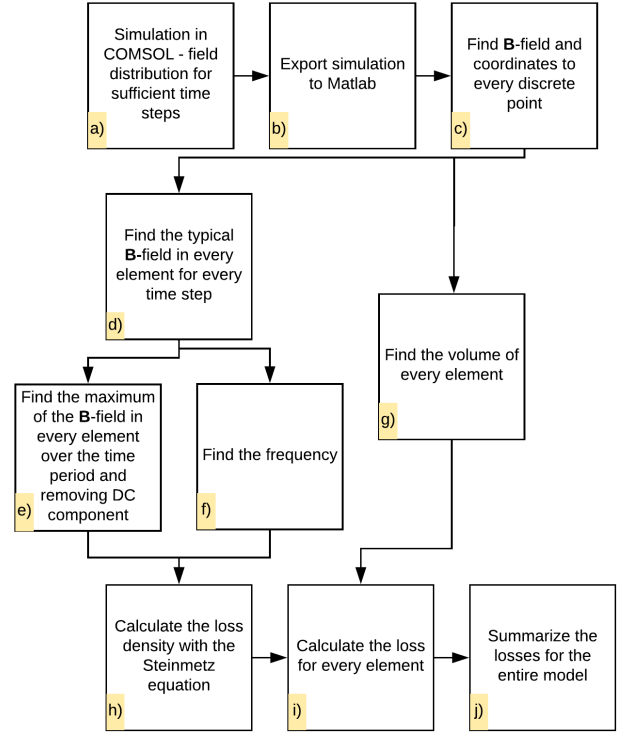 Simulation in
COMSOL - field
distribution for
sufficient time
steps
a)
Export simulation
to Matlab
b)
Find B-field and
coordinates to
every discrete
point
c)
Find the typical
B-field in every
element for every
time step
d)
Find the maximum
of the B-field in
every element
over the time
period and
removing DC
component
e)
Find the frequency
f)
Find the volume of
every element
g)
Calculate the loss
density with the
Steinmetz
equation
h)
Calculate the loss
for every element
i)
Summarize the
losses for the
entire model
j)